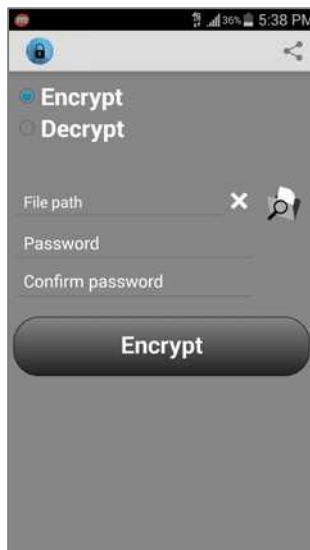 36% 5:38 PM
Encrypt
Decrypt
File path
Password
Confirm password
Encrypt